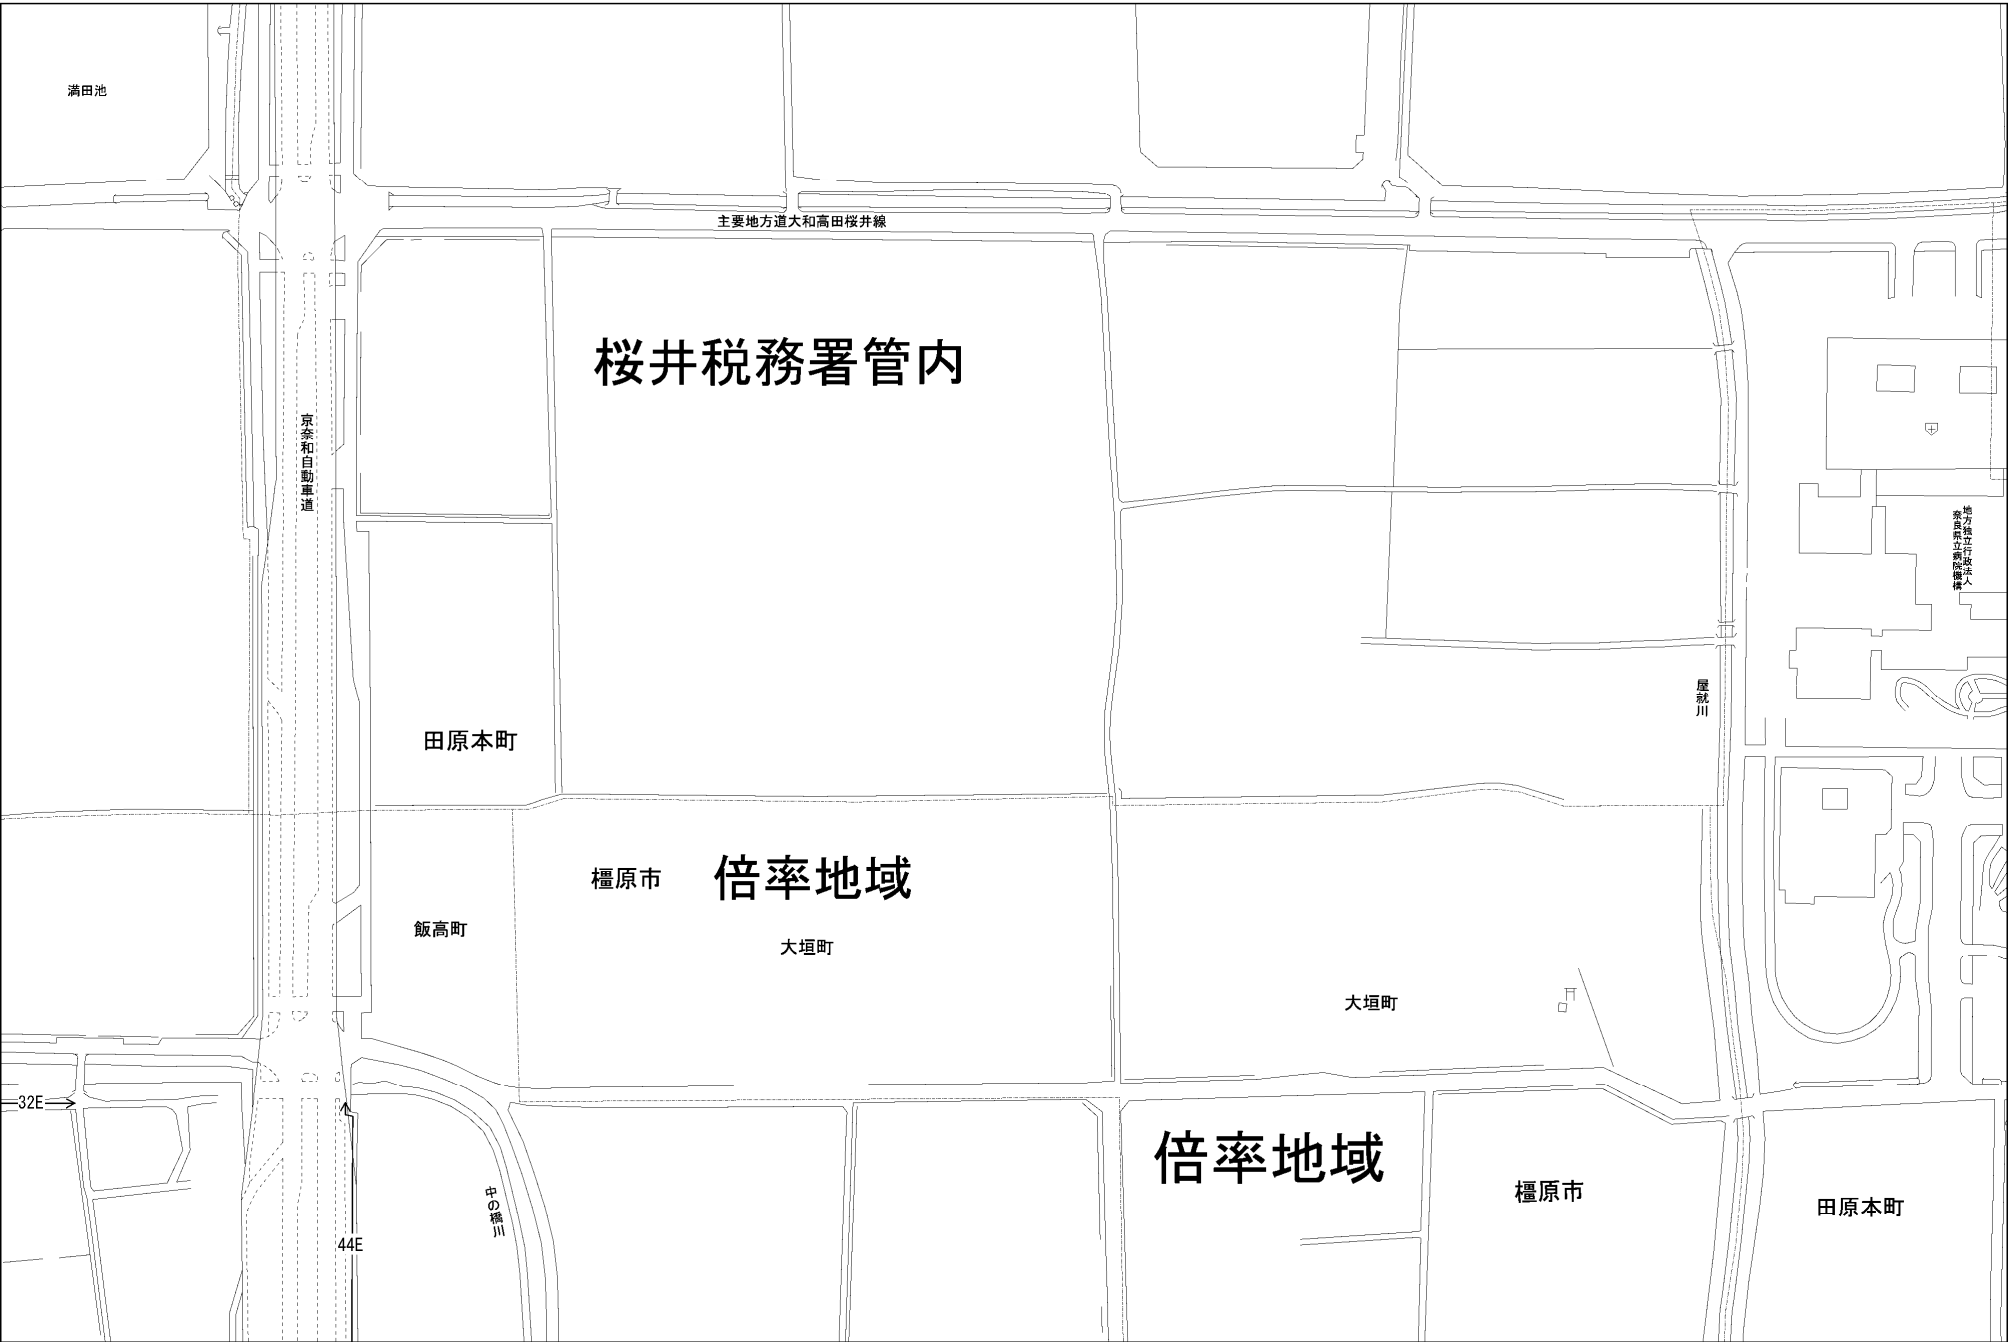 満田池
主要地方道大和高田桜井線
桜井税務署管内
京奈和自動車道
地方独立行政法人
奈良県立病院機構
屋就川
田原本町
橿原市
倍率地域
飯高町
大垣町
大垣町
32E
倍率地域
橿原市
田原本町
中の橋川
44E